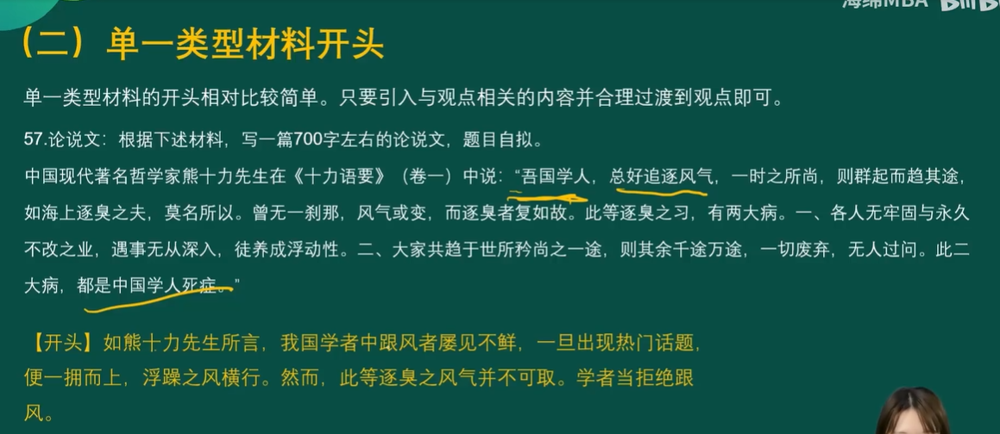 海绵MBA
(二)单一类型材料开头
单一类型材料的开头相对比较简单。只要引入与观点相关的内容并合理过渡到观点即可。
57.论说文：根据下述材料，写一篇700字左右的论说文，题目自拟。
中国现代著名哲学家熊十力先生在《十力语要》（卷一）中说：“吾国学人，总好追逐风气，一时之所尚，则群起而趋其途，
如海上逐臭之夫，莫名所以。曾无一刹那，风气或变，而逐臭者复如故。此等逐臭之习，有两大病。一、各人无牢固与永久
不改之业，遇事无从深入，徒养成浮动性。二、大家共趋于世所矜尚之一途，则其余千途万途，一切废弃，无人过问。此二
大病，都是中国学人死症。”
【开头】如熊十力先生所言，我国学者中跟风者屡见不鲜，一旦出现热门话题，
便一拥而上，浮躁之风横行。然而，此等逐臭之风气并不可取。学者当拒绝跟
风。